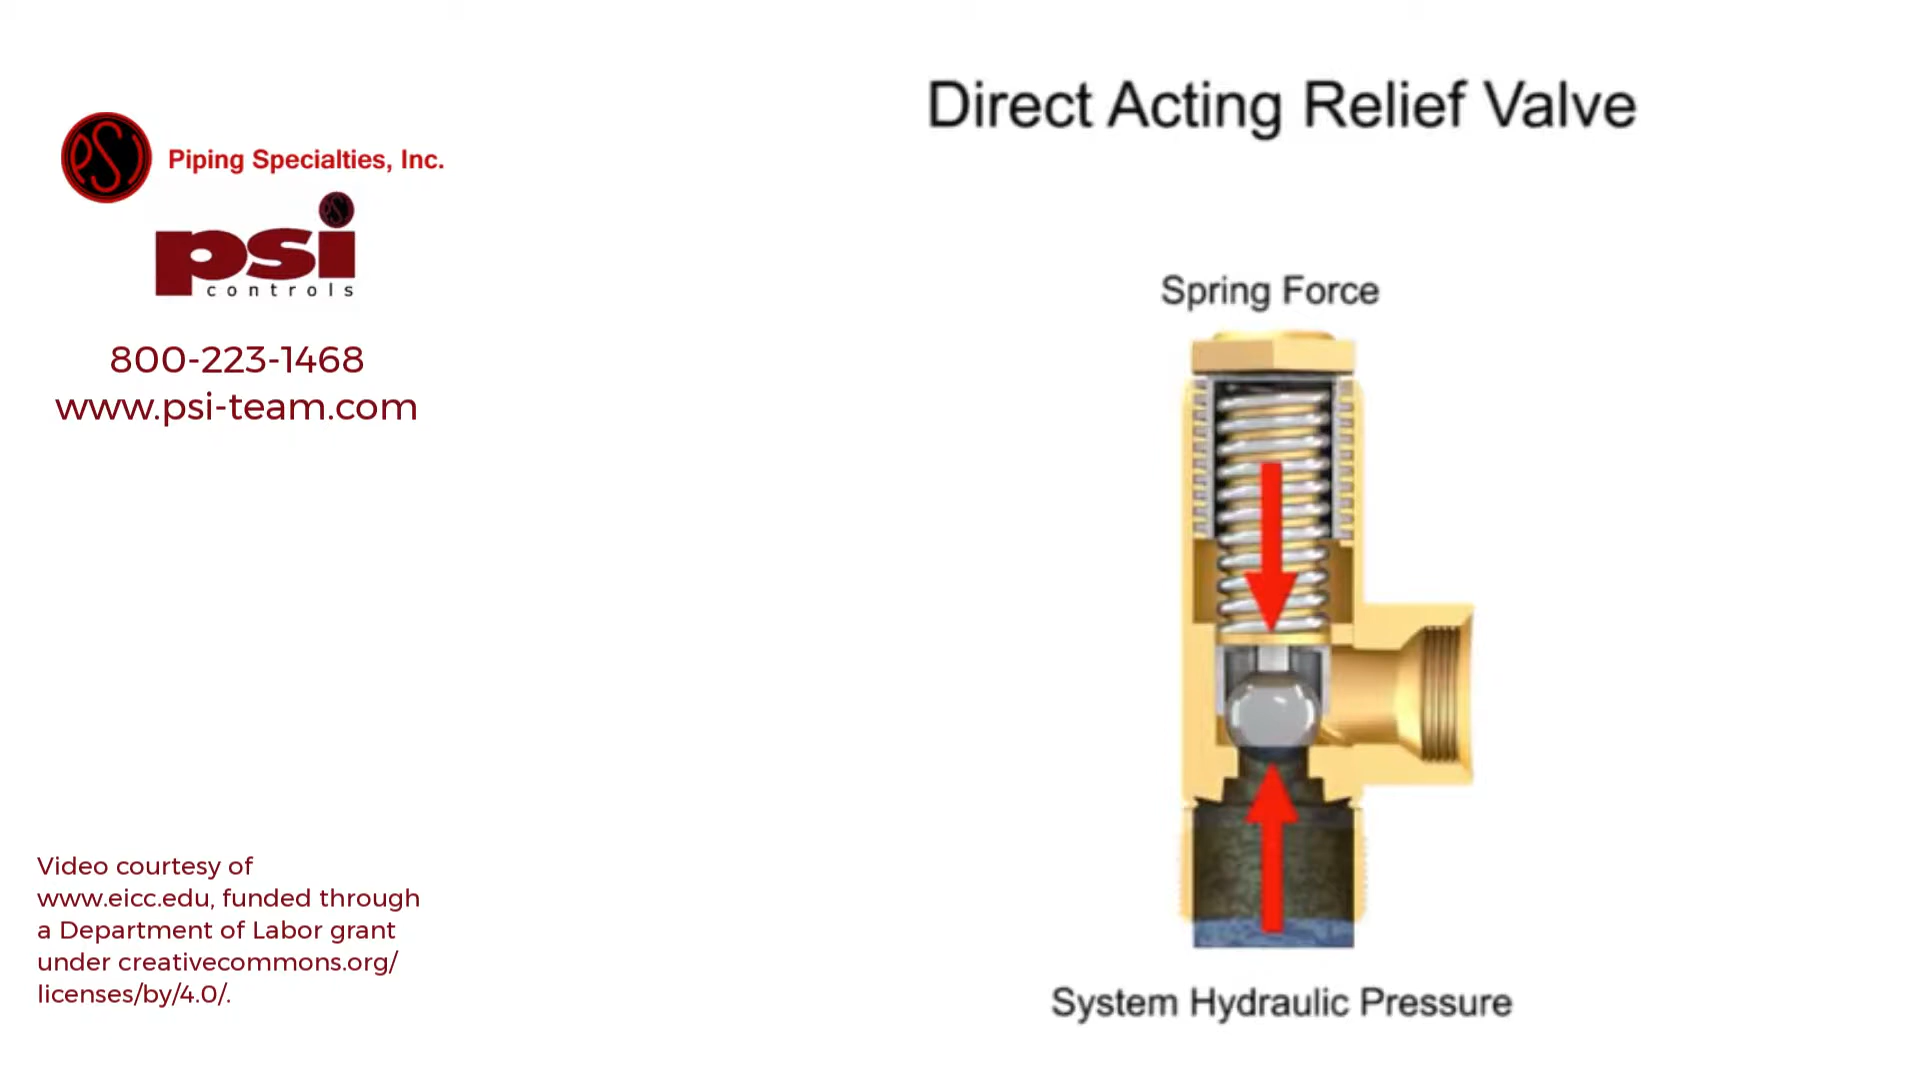 Direct Acting Relief Valve
PSI
Piping Specialties, Inc.
psi
controls
800-223-1468
www.psi-team.com
Spring Force
Video courtesy of
www.eicc.edu, funded through
a Department of Labor grant
under creativecommons.org/
licenses/by/4.0/.
System Hydraulic Pressure